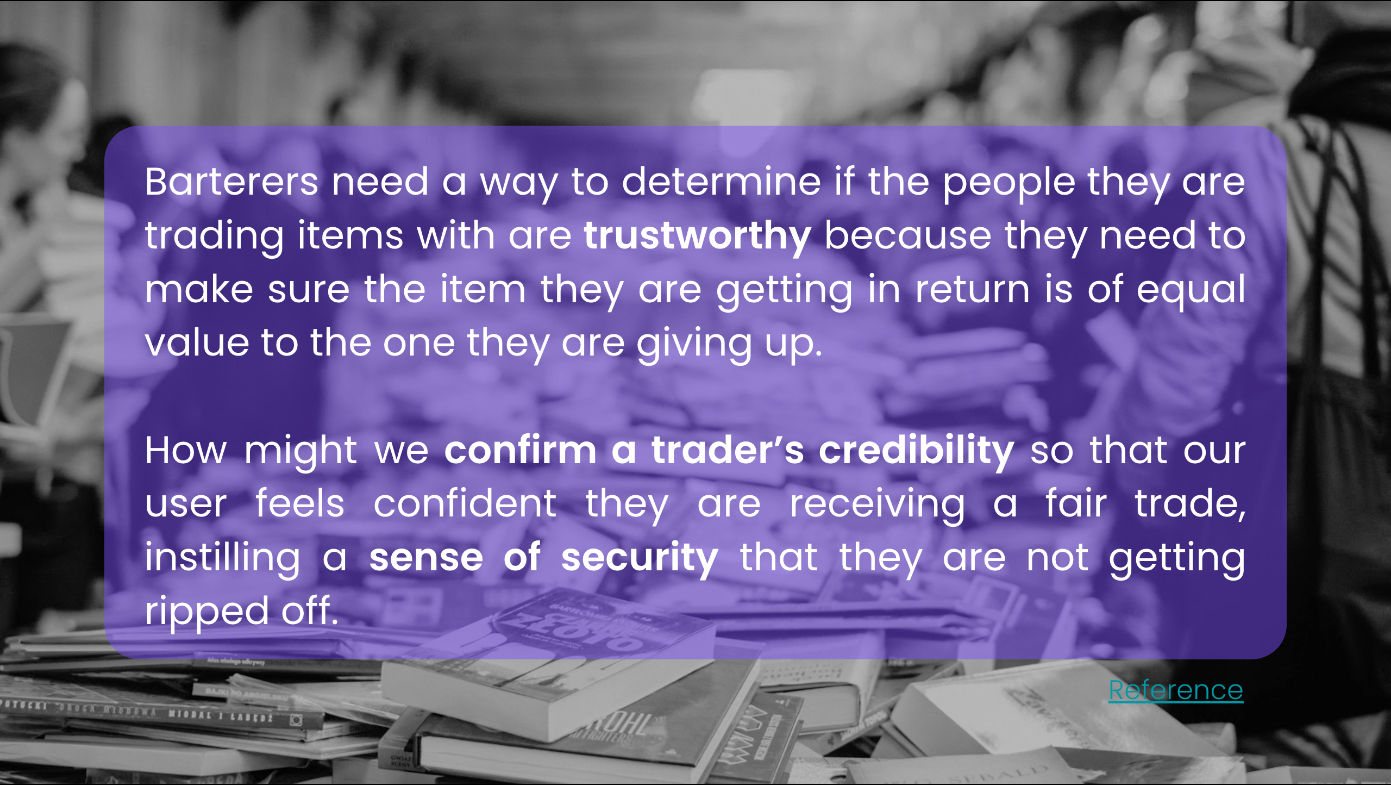 Barterers need a way to determine if the people they are
trading items with are trustworthy because they need to
make sure the item they are getting in return is of equal
value to the one they are giving up.
How might we confirm a trader’s credibility so that our
user feels confident they are receiving a fair trade,
instilling a sense of security that they are not getting
ripped off.
Reference
MIODAL I LABĘDŹ
SEBALD